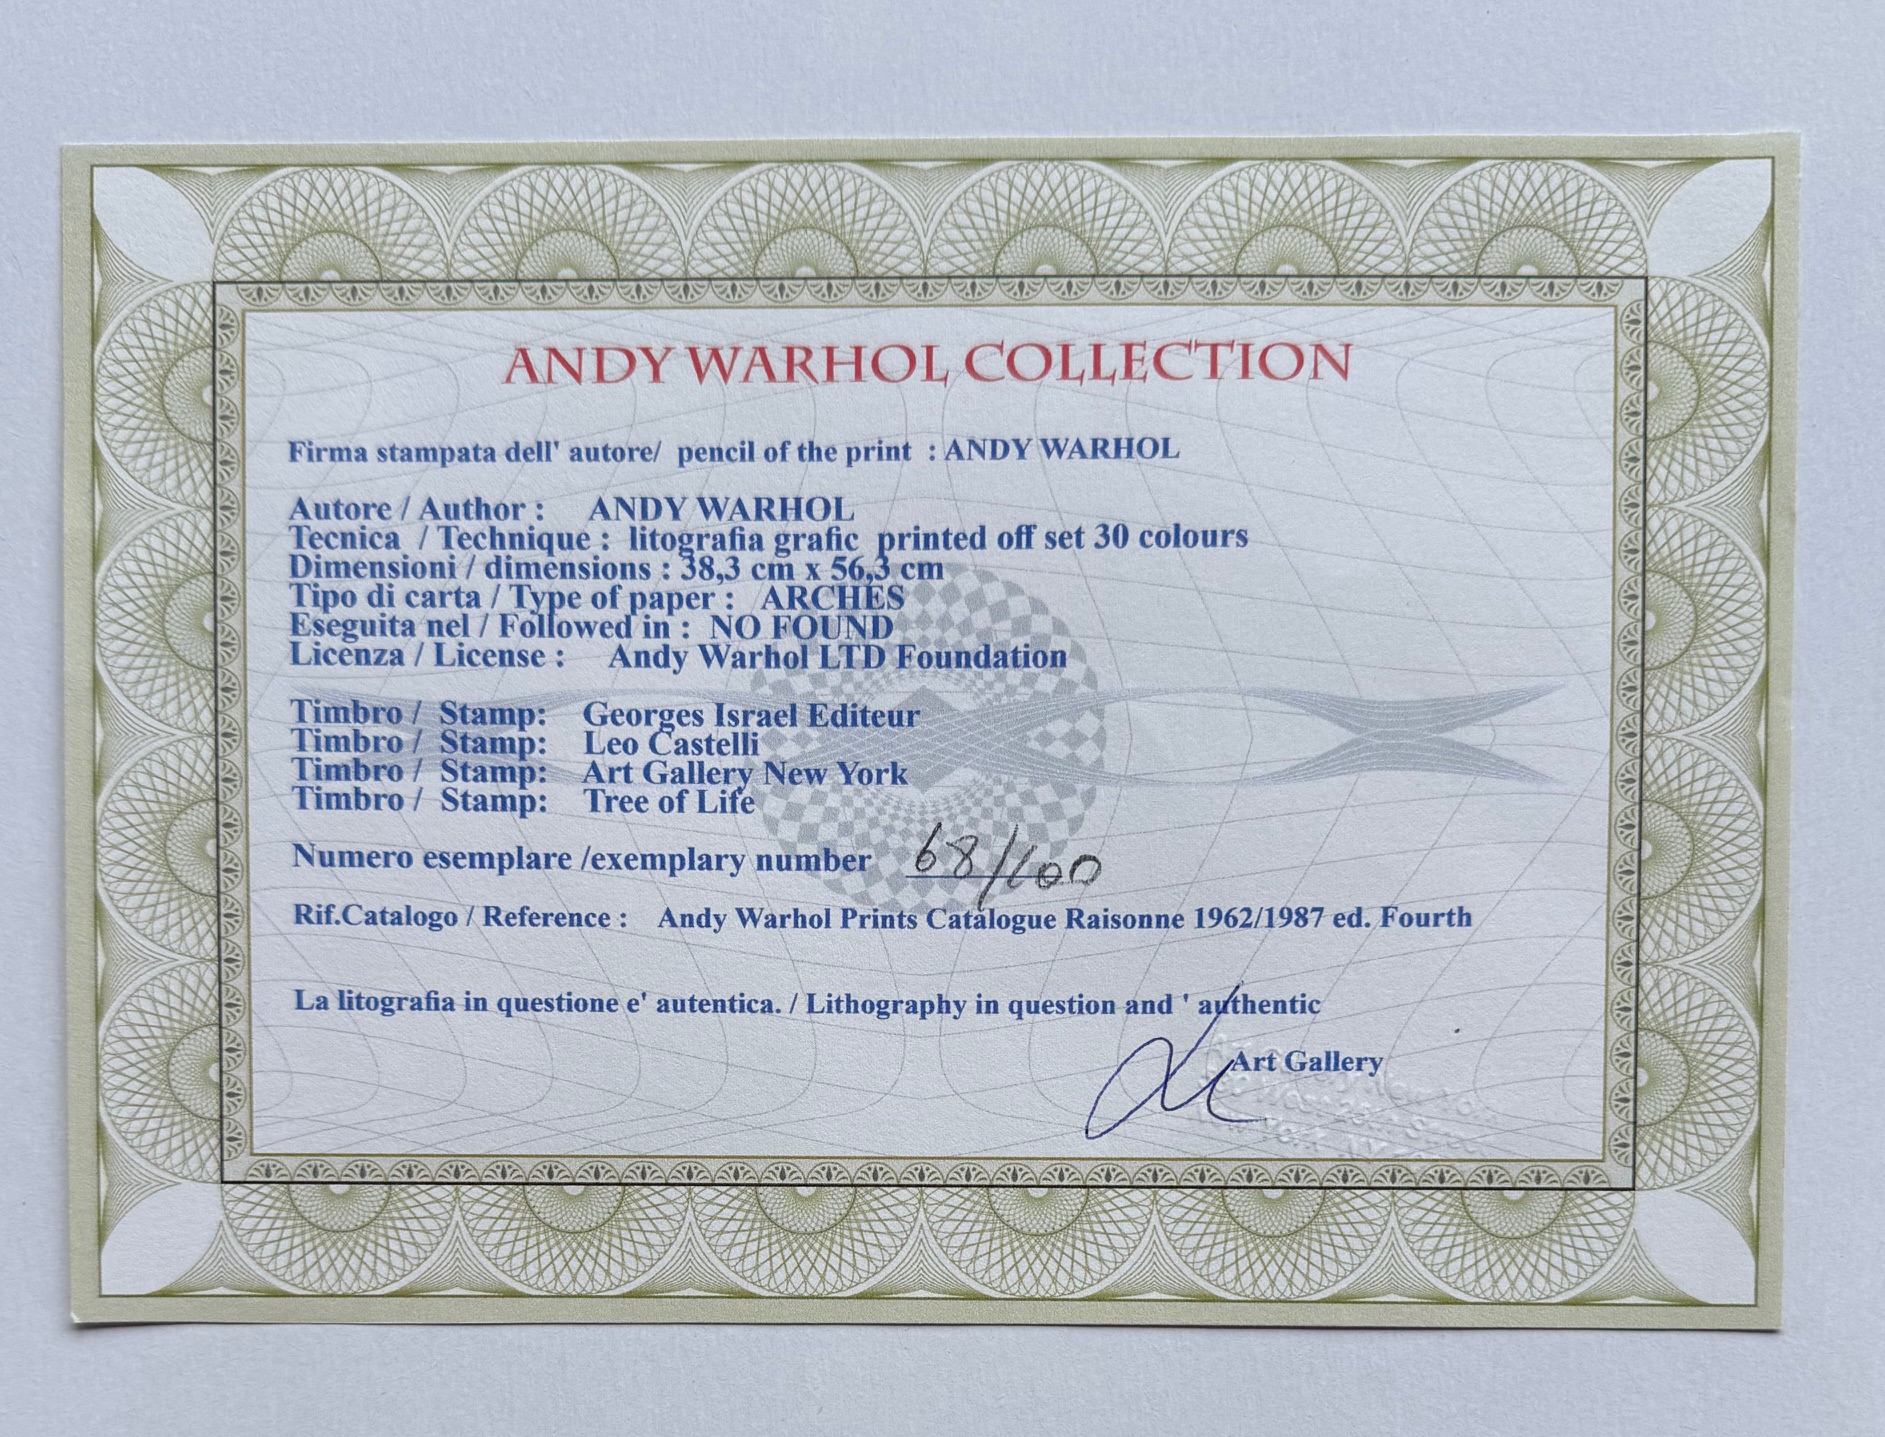 ANDY WARHOL COLLECTION
Firma stampata dell' autore/ pencil of the print : ANDY WARHOL
Autore / Author : ANDY WARHOL
Tecnica / Technique : litografia grafic printed off set 30 colours
Dimensioni / dimensions : 38,3 cm x 56,3 cm
Tipo di carta / Type of paper : ARCHES
Eseguita nel / Followed in : NO FOUND
Licenza / License : Andy Warhol LTD Foundation
Timbro / Stamp: Georges Israel Editeur
Timbro / Stamp: Leo Castelli
Timbro / Stamp: Art Gallery New York
Timbro / Stamp: Tree of Life
Numero esemplare /exemplary number 68/100
Rif.Catalogo / Reference : Andy Warhol Prints Catalogue Raisonne 1962/1987 ed. Fourth
La litografia in questione e' autentica. / Lithography in question and ' authentic
Art Gallery